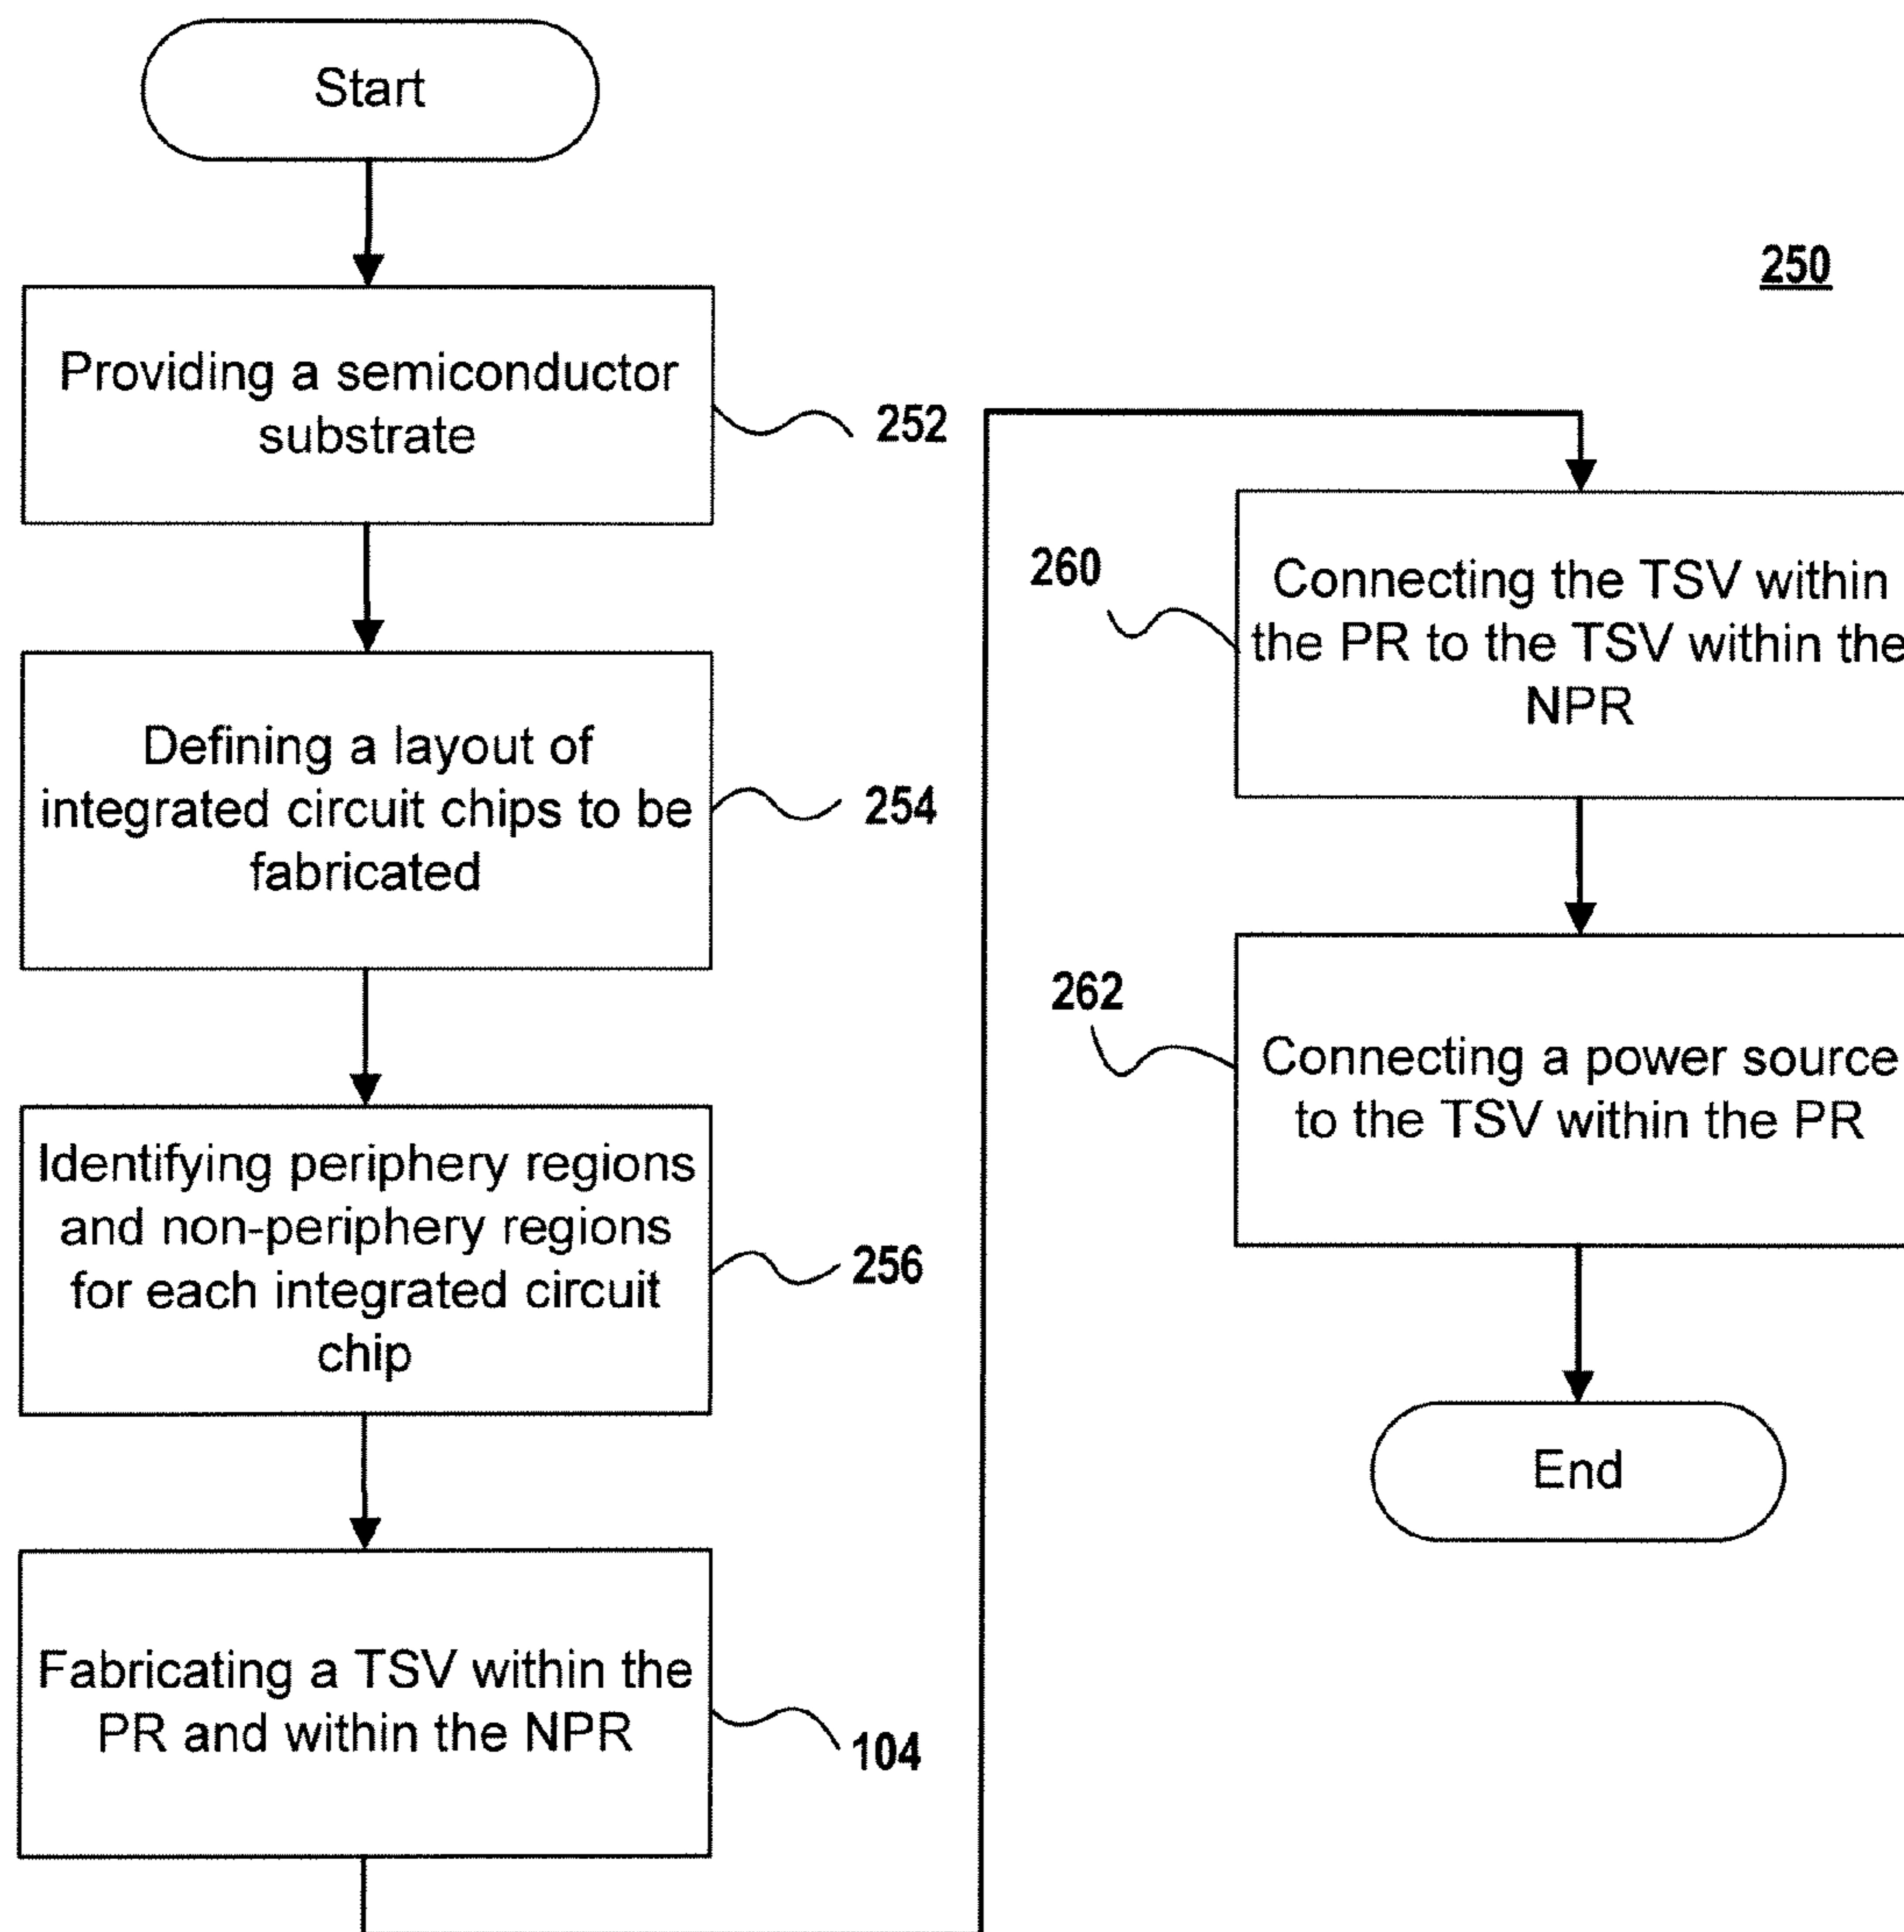 Start
250
Providing a semiconductor
substrate
252
Defining a layout of
integrated circuit chips to be
fabricated
254
Identifying periphery regions
and non-periphery regions
for each integrated circuit
chip
256
Fabricating a TSV within the
PR and within the NPR
104
260
Connecting the TSV within
the PR to the TSV within the
NPR
262
Connecting a power source
to the TSV within the PR
End